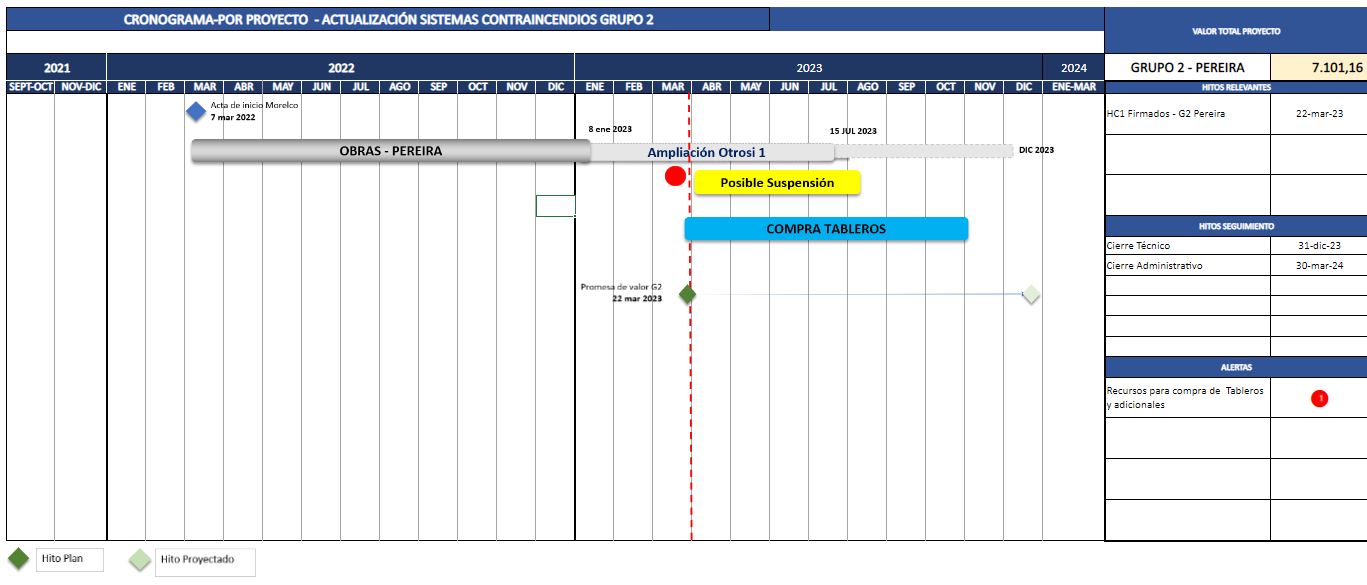 CRONOGRAMA-POR PROYECTO - ACTUALIZACIÓN SISTEMAS CONTRAINCENDIOS GRUPO 2
VALOR TOTAL PROYECTO
2021 2022 2023 2024
GRUPO 2 - PEREIRA 7.101,16
SEPT-OCT NOV-DIC ENE FEB MAR ABR MAY JUN JUL AGO SEP OCT NOV DIC ENE FEB MAR ABR MAY JUN JUL AGO SEP OCT NOV DIC ENE-MAR
HITOS RELEVANTES
Acta de inicio Morelco
7 mar 2022
HC1 Firmados - G2 Pereira 22-mar-23
8 ene 2023
15 JUL 2023
OBRAS - PEREIRA
Ampliación Otrosi 1
DIC 2023
Posible Suspensión
COMPRA TABLEROS
HITOS SEGUIMIENTO
Cierre Técnico 31-dic-23
Cierre Administrativo 30-mar-24
Promesa de valor G2
22 mar 2023
ALERTAS
Recursos para compra de Tableros
y adicionales
1
Hito Plan
Hito Proyectado